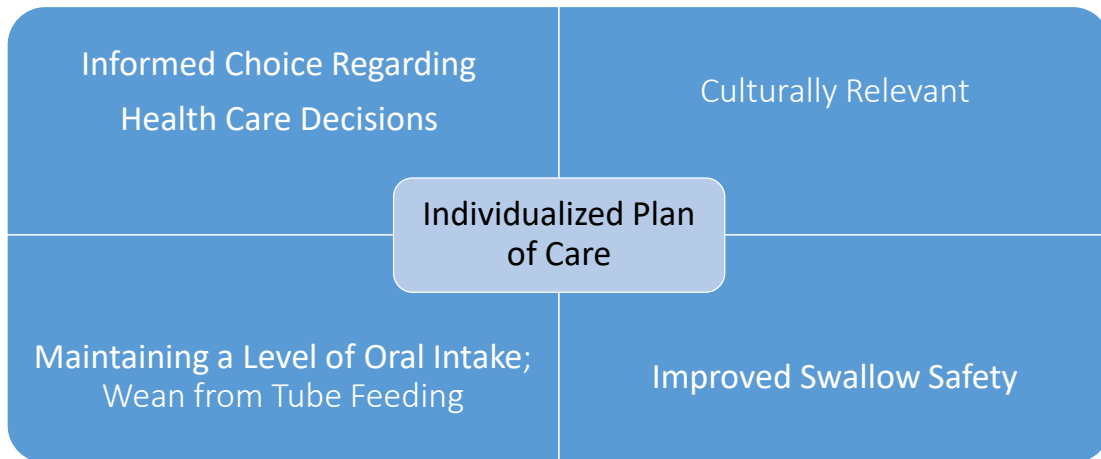 Informed Choice Regarding
Health Care Decisions
Culturally Relevant
Individualized Plan
of Care
Maintaining a Level of Oral Intake;
Wean from Tube Feeding
Improved Swallow Safety